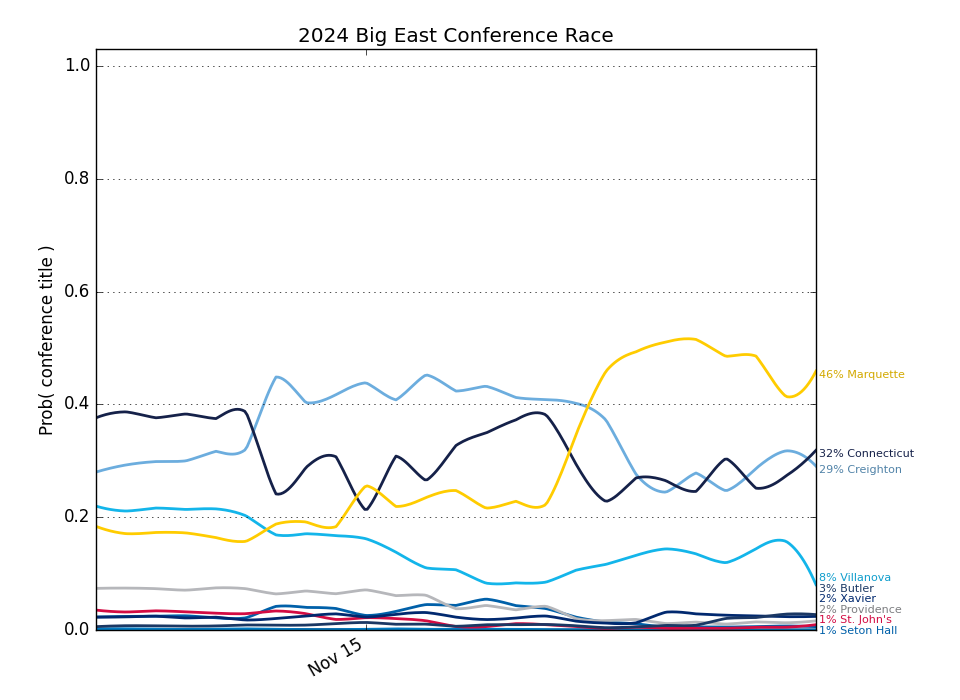 2024 Big East Conference Race
Prob( conference title )
1.0
0.8
0.6
0.4
0.2
0.0
Nov 15
46% Marquette
32% Connecticut
29% Creighton
8% Villanova
3% Butler
2% Xavier
2% Providence
1% St. John's
1% Seton Hall